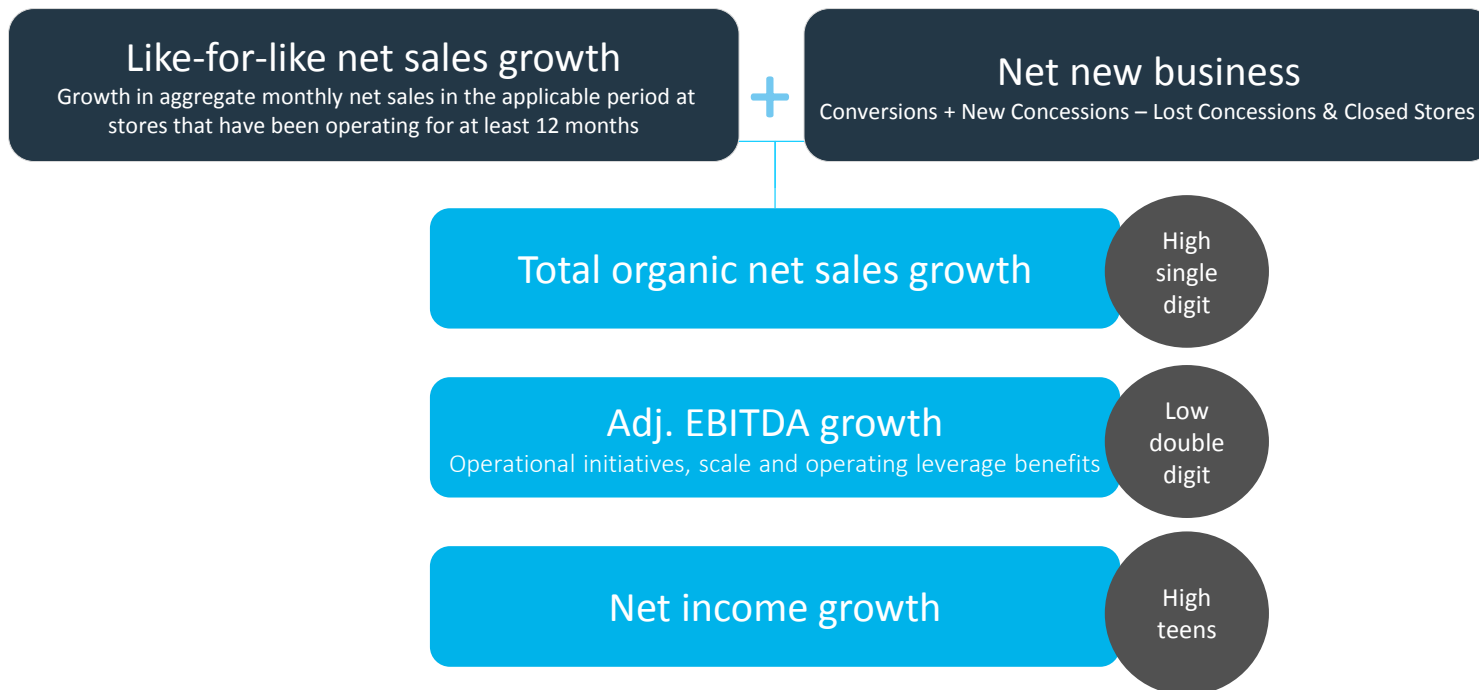 Like-for-like net sales growth
Growth in aggregate monthly net sales in the applicable period at
stores that have been operating for at least 12 months
+
Net new business
Conversions + New Concessions – Lost Concessions & Closed Stores
Total organic net sales growth
High
single
digit
Adj. EBITDA growth
Operational initiatives, scale and operating leverage benefits
Low
double
digit
Net income growth
High
teens